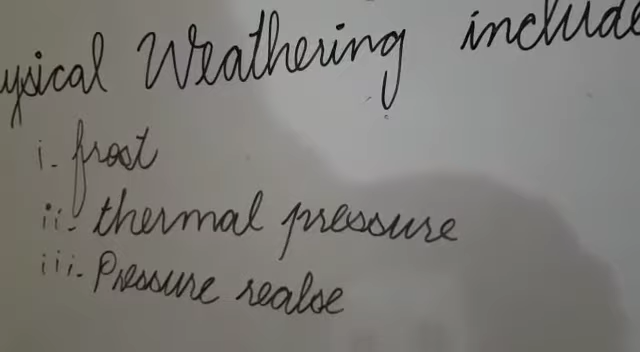 ysical Weathering include
i. frost
ii. thermal pressure
iii. Pressure realse